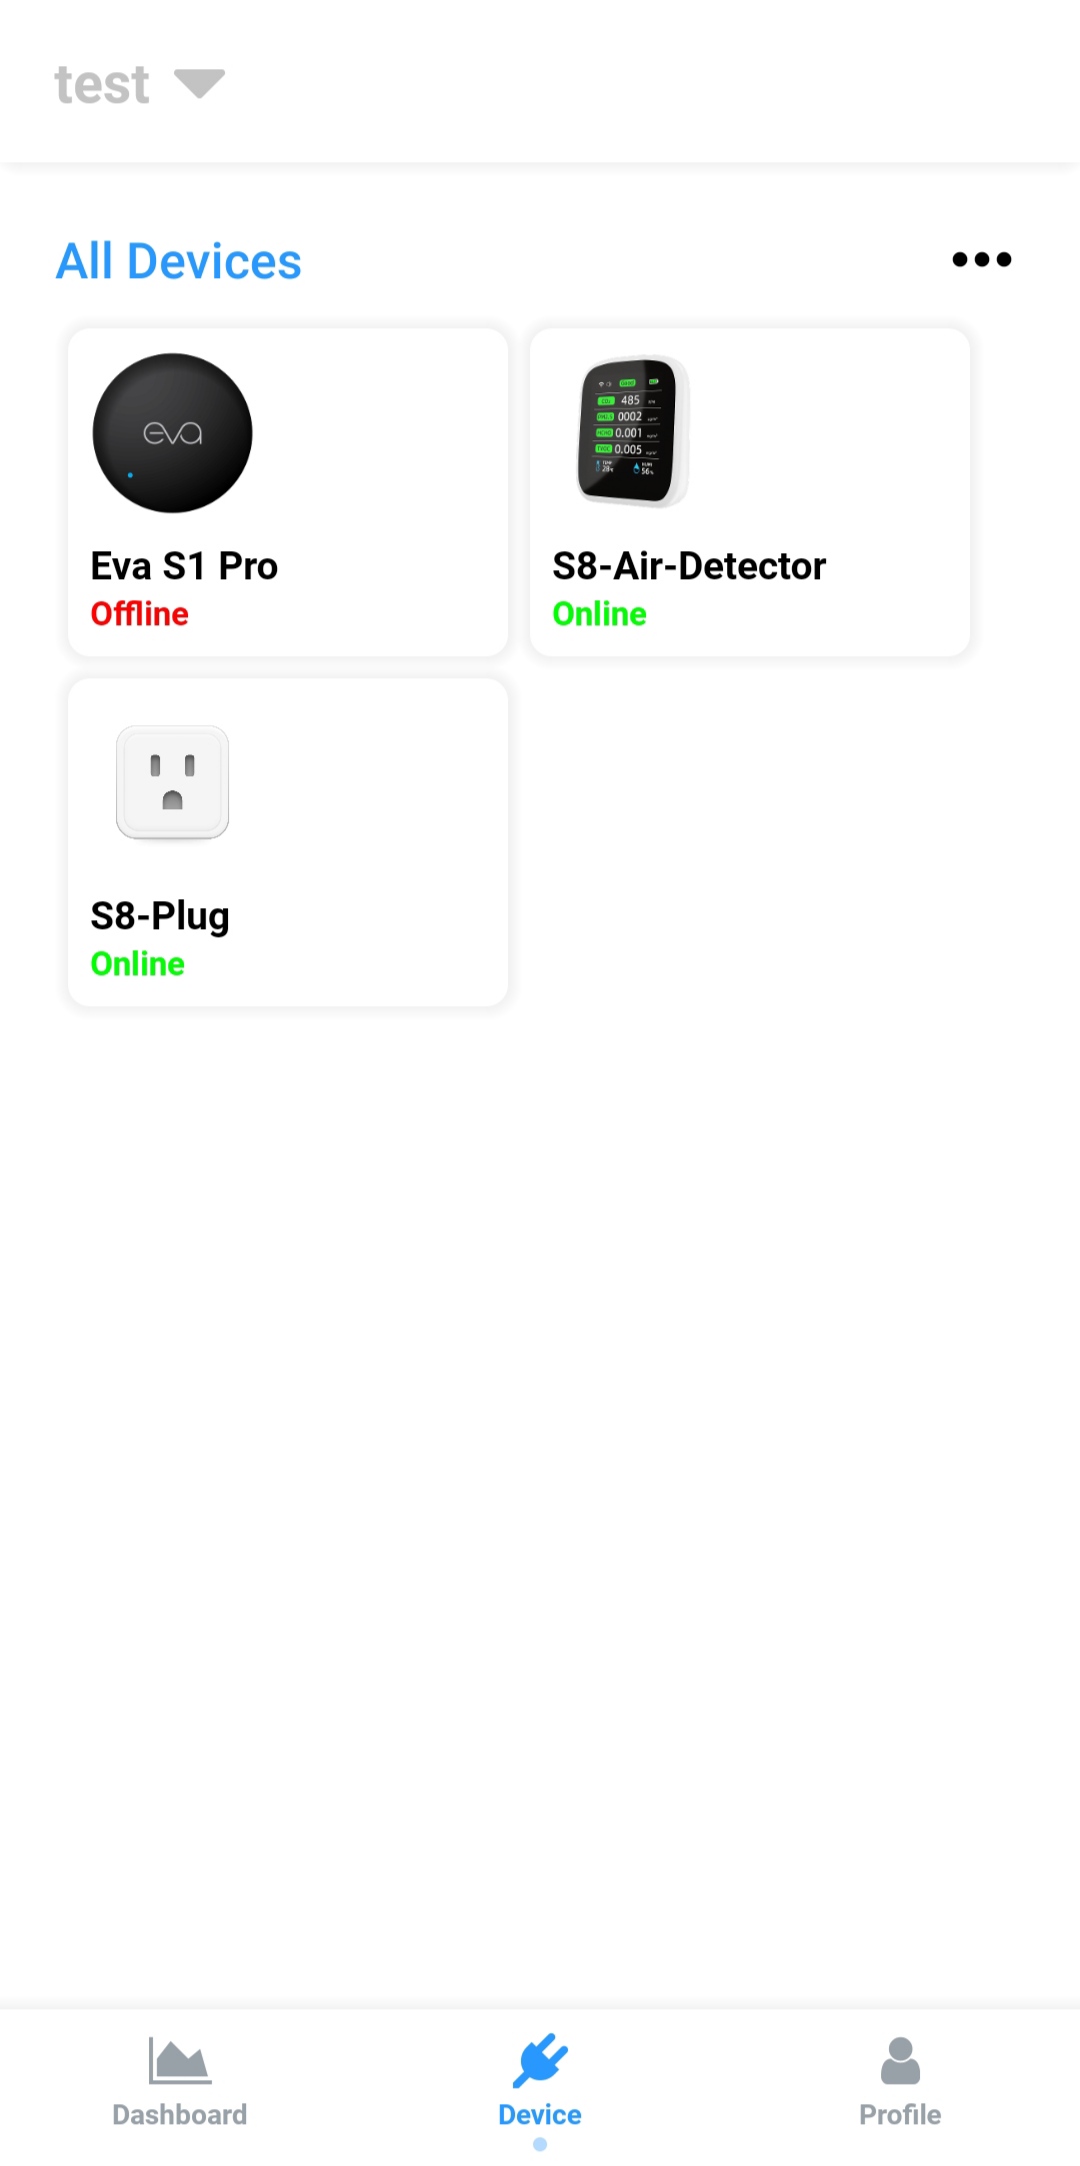 test
All Devices
eva
485
0002
0.001
0.005
Eva S1 Pro
Offline
S8-Air-Detector
Online
S8-Plug
Online
Dashboard
Device
Profile